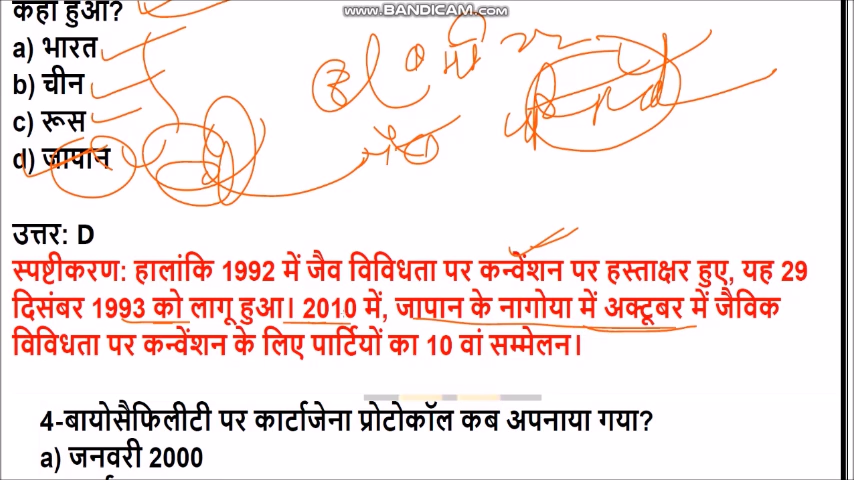 www.BANDICAM.com
कहां हुआ?
a) भारत
b) चीन
c) रूस
d) जापान
उत्तर: D
स्पष्टीकरण: हालांकि 1992 में जैव विविधता पर कन्वेंशन पर हस्ताक्षर हुए, यह 29
दिसंबर 1993 को लागू हुआ। 2010 में, जापान के नागोया में अक्टूबर में जैविक
विविधता पर कन्वेंशन के लिए पार्टियों का 10 वां सम्मेलन।
4-बायोसैफिलीटी पर कार्टाजेना प्रोटोकॉल कब अपनाया गया?
a) जनवरी 2000